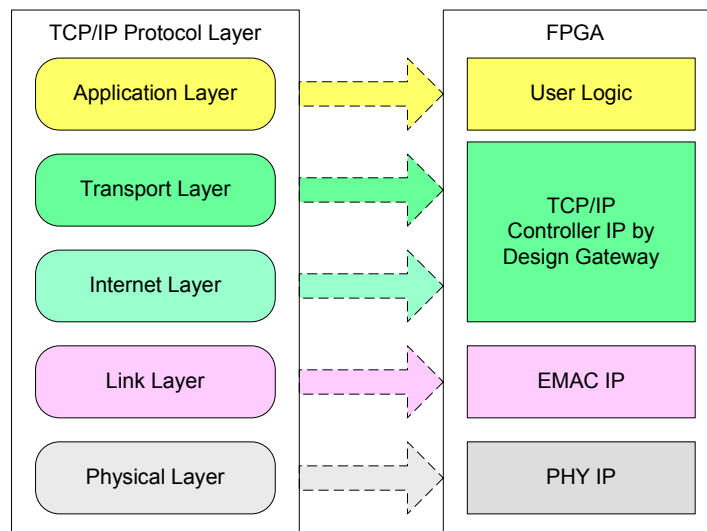 TCP/IP Protocol Layer
Application Layer
Transport Layer
Internet Layer
Link Layer
Physical Layer
FPGA
User Logic
TCP/IP
Controller IP by
Design Gateway
EMAC IP
PHY IP